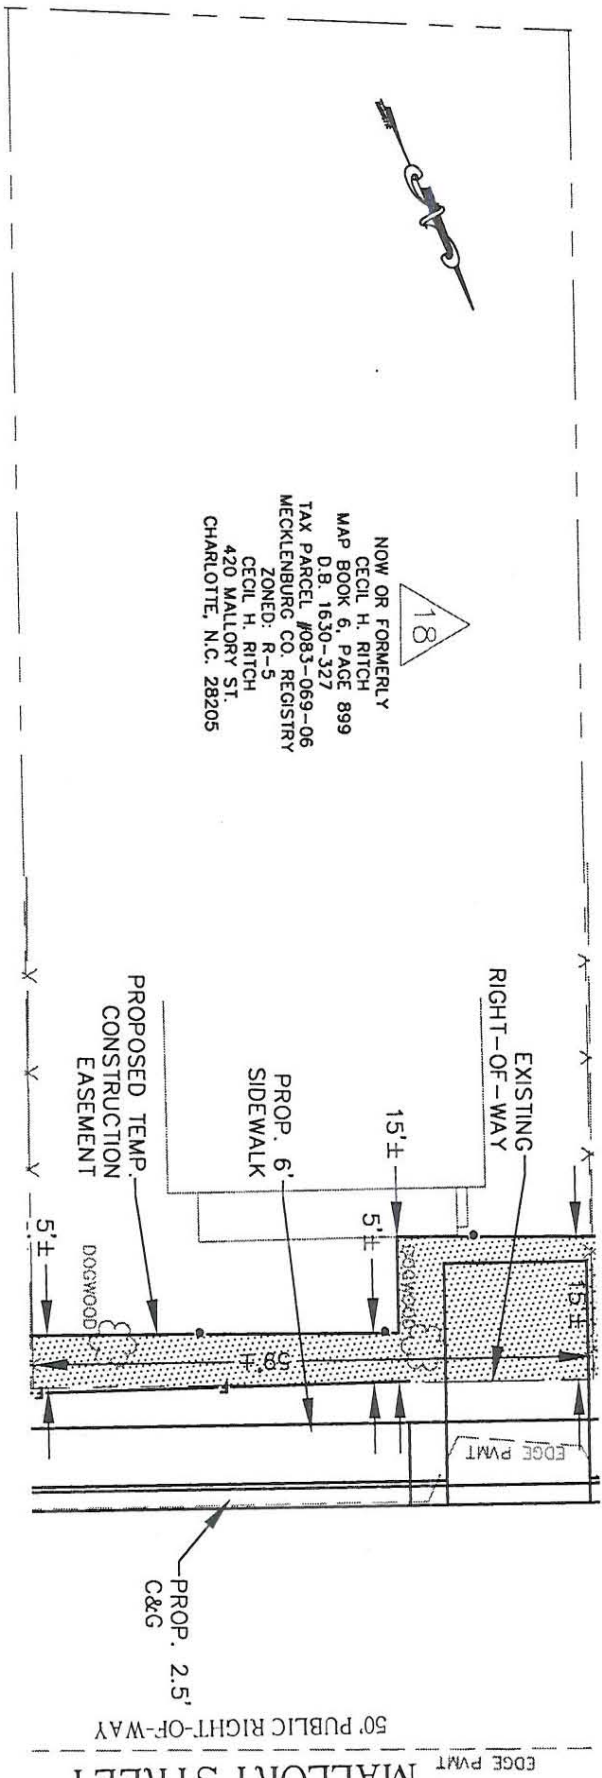 18
NOW OR FORMERLY
CECIL H. RITCH
MAP BOOK 6, PAGE 899
D.B. 1630-327
TAX PARCEL #083-069-06
MECKLENBURG CO. REGISTRY
ZONED: R-5
CECIL H. RITCH
420 MALLORY ST.
CHARLOTTE, N.C. 28205
EXISTING
RIGHT-OF-WAY
15'±
15'±
PROP. 6'
SIDEWALK
5'±
PROPOSED TEMP.
CONSTRUCTION
EASEMENT
5'±
DOGWOOD
DOGWOOD
59'±
EDGE PVMT
PROP. 2.5'
C&G
50' PUBLIC RIGHT-OF-WAY
EDGE PVMT
MALLORY STREET